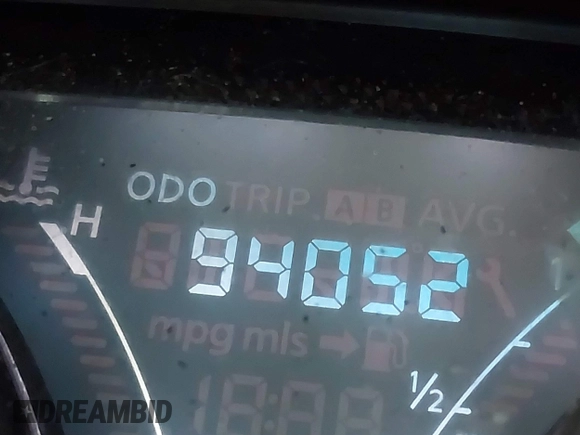 ODO TRIP A B AVG.
H 94052
mpg mls
1/2
DREAMBID